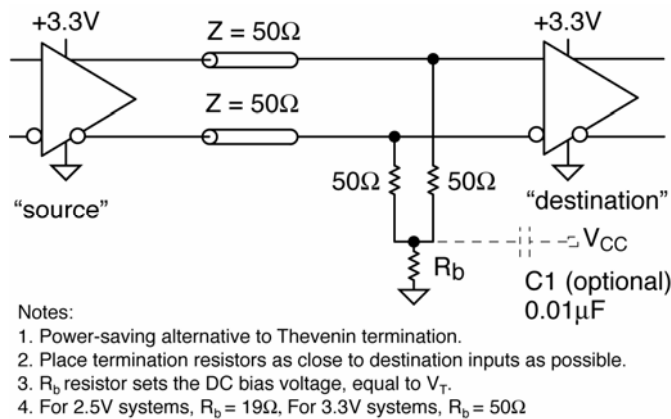 +3.3V
Z = 50Ω
+3.3V
Z = 50Ω
50Ω
50Ω
"source"
"destination"
V_CC
R_b
C1 (optional)
0.01μF
Notes:
1. Power-saving alternative to Thevenin termination.
2. Place termination resistors as close to destination inputs as possible.
3. R_b resistor sets the DC bias voltage, equal to V_T.
4. For 2.5V systems, R_b = 19Ω, For 3.3V systems, R_b = 50Ω